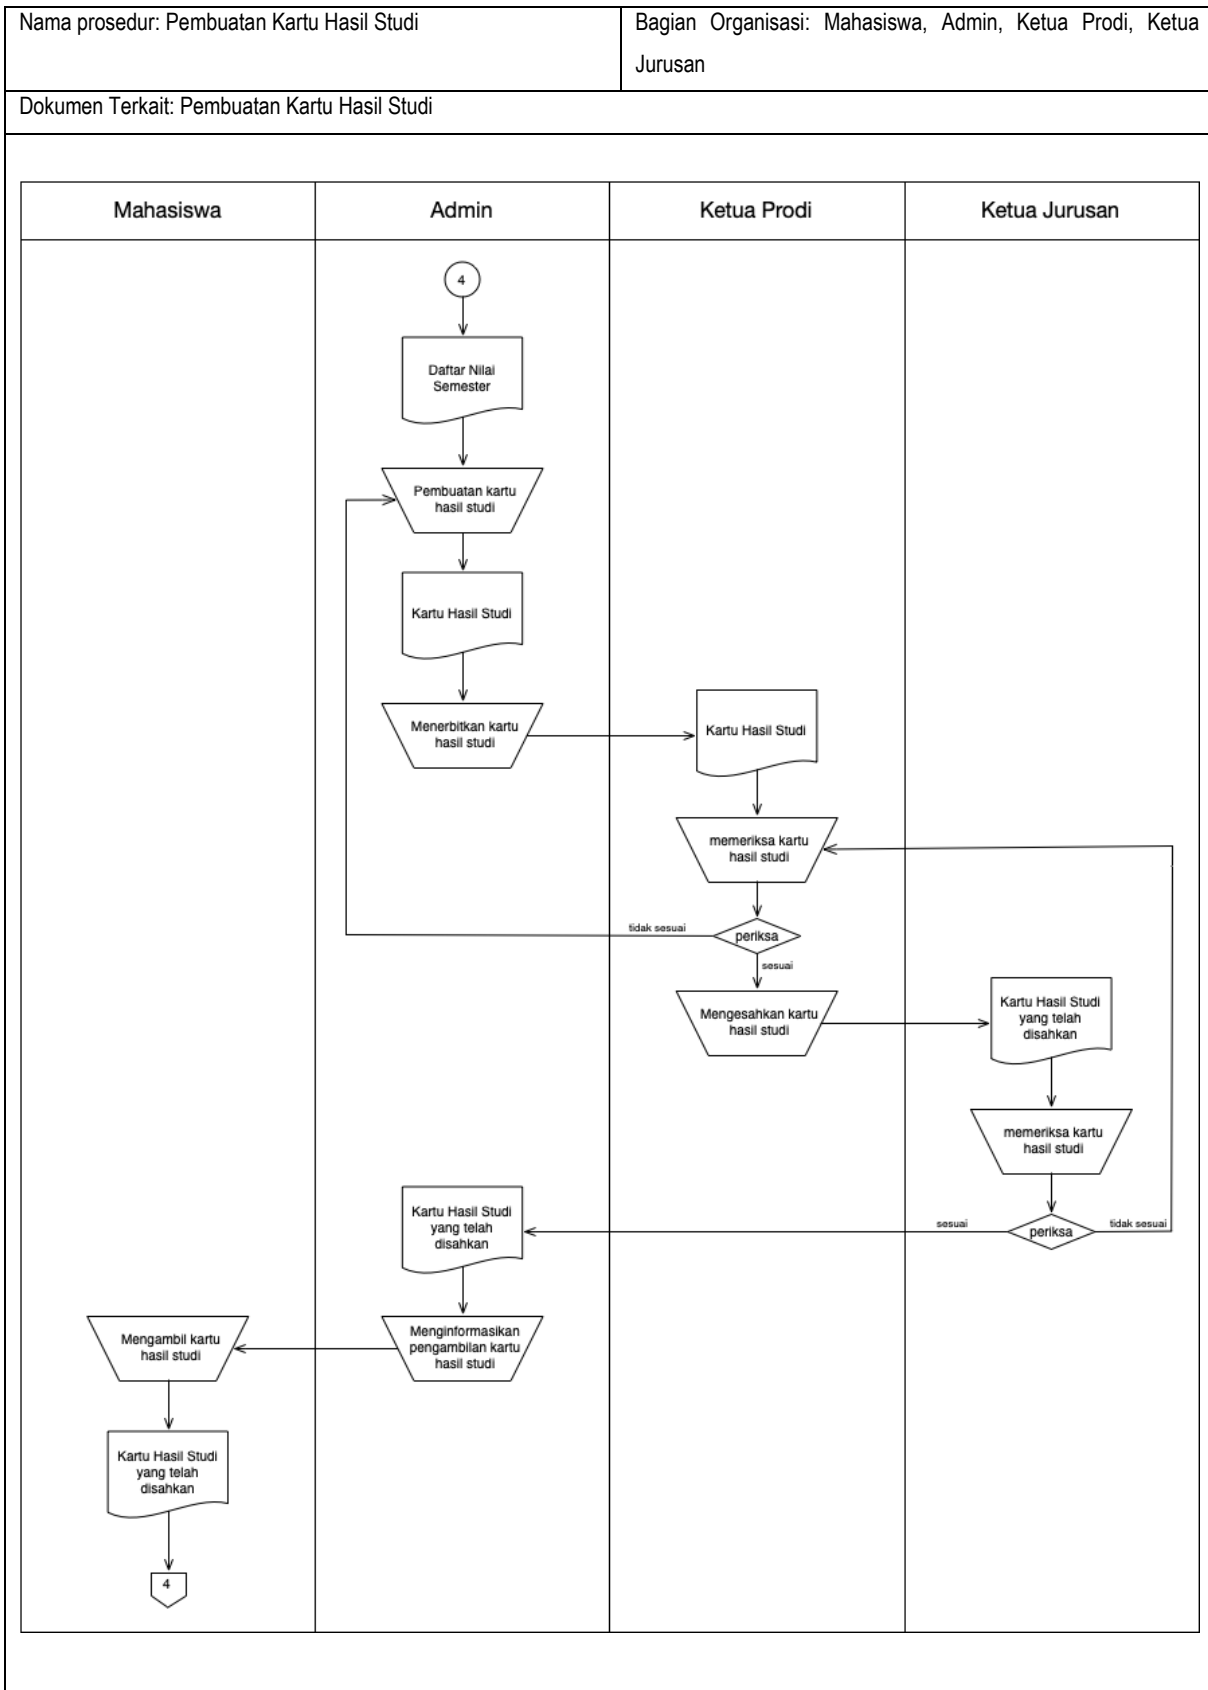 Nama prosedur: Pembuatan Kartu Hasil Studi
Bagian Organisasi: Mahasiswa, Admin, Ketua Prodi, Ketua
Jurusan
Dokumen Terkait: Pembuatan Kartu Hasil Studi
Mahasiswa
Admin
Ketua Prodi
Ketua Jurusan
4
Daftar Nilai
Semester
Pembuatan kartu
hasil studi
Kartu Hasil Studi
Menerbitkan kartu
hasil studi
Kartu Hasil Studi
memeriksa kartu
hasil studi
tidak sesuai
periksa
sesuai
Mengesahkan kartu
hasil studi
Kartu Hasil Studi
yang telah
disahkan
memeriksa kartu
hasil studi
periksa
tidak sesuai
sesuai
Kartu Hasil Studi
yang telah
disahkan
Menginformasikan
pengambilan kartu
hasil studi
Mengambil kartu
hasil studi
Kartu Hasil Studi
yang telah
disahkan
4